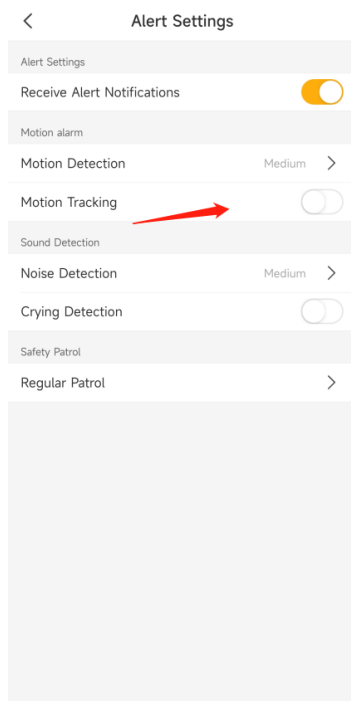 Alert Settings
Alert Settings
Receive Alert Notifications
Motion alarm
Motion Detection Medium
Motion Tracking
Sound Detection
Noise Detection Medium
Crying Detection
Safety Patrol
Regular Patrol